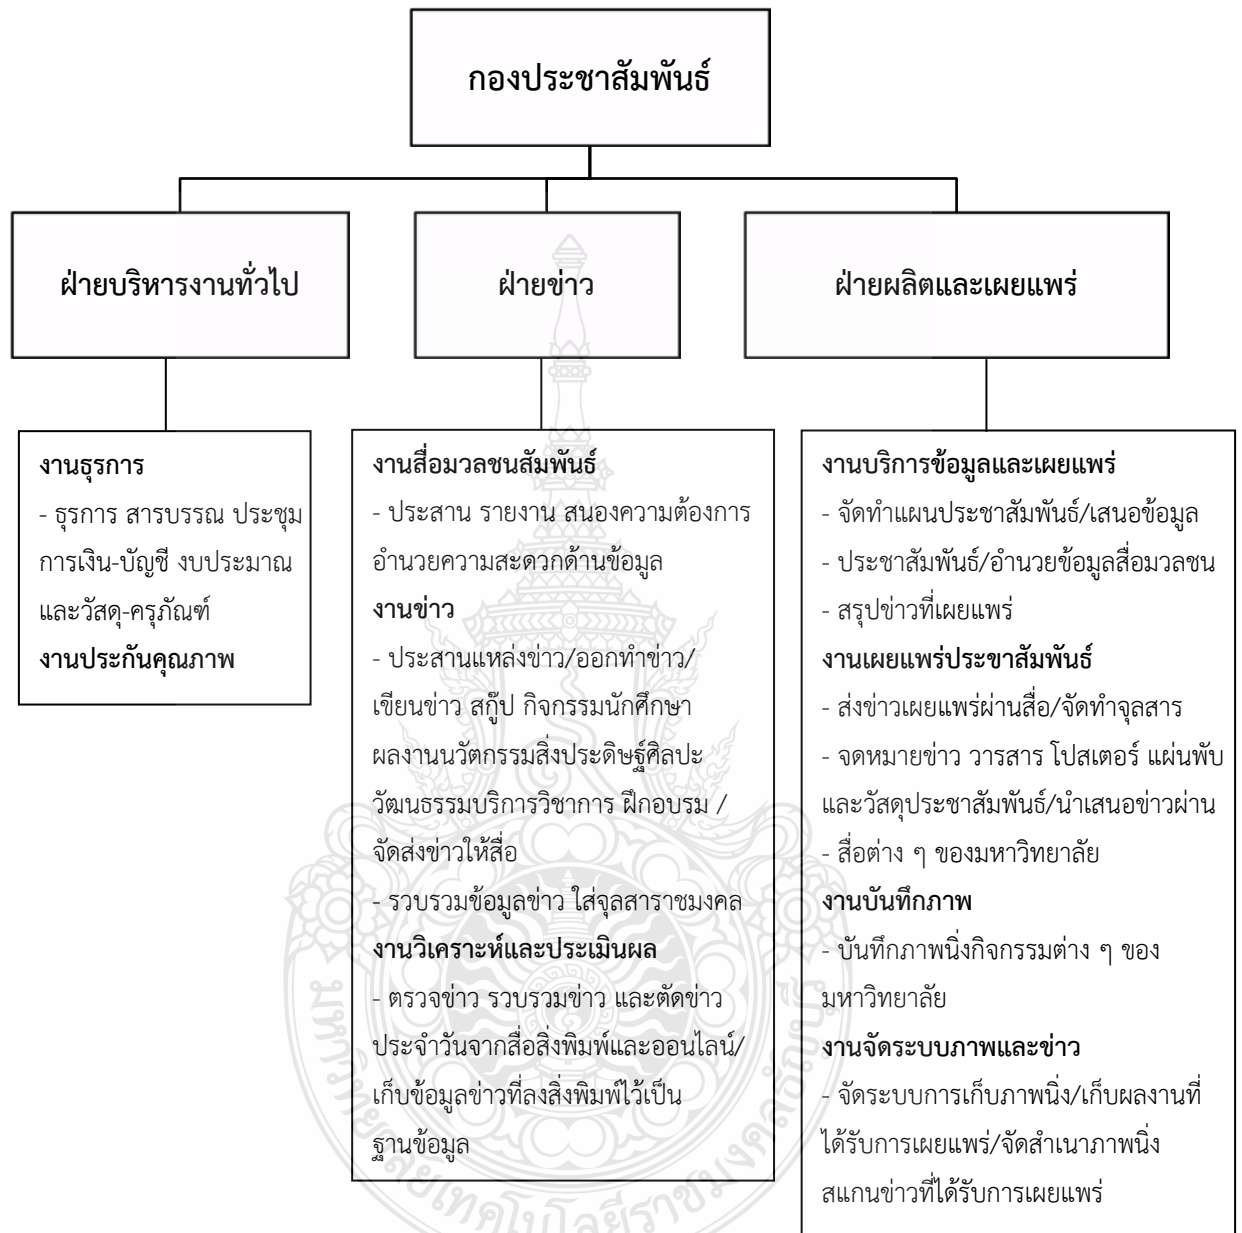 กองประชาสัมพันธ์
ฝ่ายบริหารงานทั่วไป
ฝ่ายข่าว
ฝ่ายผลิตและเผยแพร่
งานธุรการ
- ธุรการ สารบรรณ ประชุม
การเงิน-บัญชี งบประมาณ
และวัสดุ-ครุภัณฑ์
งานประกันคุณภาพ
งานสื่อมวลชนสัมพันธ์
- ประสาน รายงาน สนองความต้องการ
อำนวยความสะดวกด้านข้อมูล
งานข่าว
- ประสานแหล่งข่าว/ออกทำข่าว/
เขียนข่าว สกู๊ป กิจกรรมนักศึกษา
ผลงานนวัตกรรมสิ่งประดิษฐ์ศิลปะ
วัฒนธรรมบริการวิชาการ ฝึกอบรม /
จัดส่งข่าวให้สื่อ
- รวบรวมข้อมูลข่าว ใส่จุลสาราชมงคล
งานวิเคราะห์และประเมินผล
- ตรวจข่าว รวบรวมข่าว และตัดข่าว
ประจำวันจากสื่อสิ่งพิมพ์และออนไลน์/
เก็บข้อมูลข่าวที่ลงสิ่งพิมพ์ไว้เป็น
ฐานข้อมูล
งานบริการข้อมูลและเผยแพร่
- จัดทำแผนประชาสัมพันธ์/เสนอข้อมูล
- ประชาสัมพันธ์/อำนวยข้อมูลสื่อมวลชน
- สรุปข่าวที่เผยแพร่
งานเผยแพร่ประขาสัมพันธ์
- ส่งข่าวเผยแพร่ผ่านสื่อ/จัดทำจุลสาร
- จดหมายข่าว วารสาร โปสเตอร์ แผ่นพับ
และวัสดุประชาสัมพันธ์/นำเสนอข่าวผ่าน
- สื่อต่าง ๆ ของมหาวิทยาลัย
งานบันทึกภาพ
- บันทึกภาพนิ่งกิจกรรมต่าง ๆ ของ
มหาวิทยาลัย
งานจัดระบบภาพและข่าว
- จัดระบบการเก็บภาพนิ่ง/เก็บผลงานที่
ได้รับการเผยแพร่/จัดสำเนาภาพนิ่ง
สแกนข่าวที่ได้รับการเผยแพร่
มหาวิทยาลัยเทคโนโลยีราชมงคลธัญบุรี